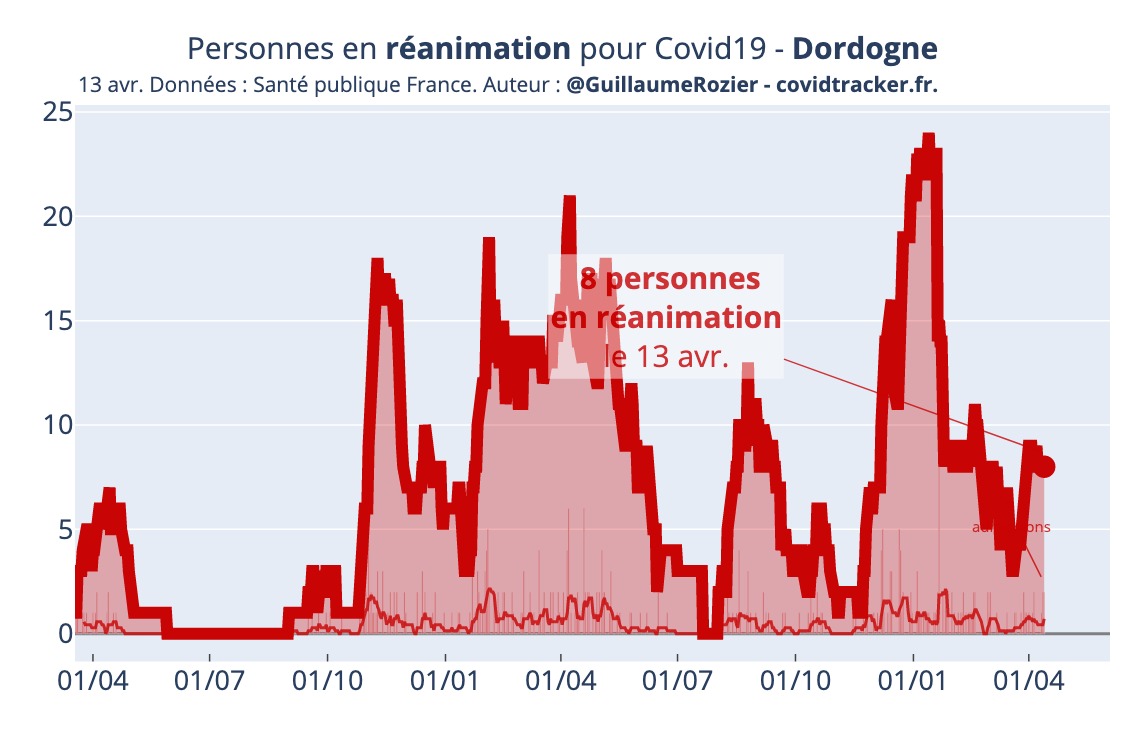 Personnes en réanimation pour Covid19 - Dordogne
13 avr. Données : Santé publique France. Auteur : @GuillaumeRozier - covidtracker.fr.
25
20
15
10
5
0
8 personnes
en réanimation
le 13 avr.
01/04 01/07 01/10 01/01 01/04 01/07 01/10 01/01 01/04